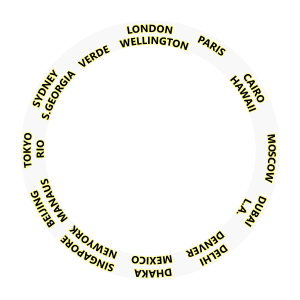 LONDON
WELLINGTON
PARIS
CAIRO
HAWAII
MOSCOW
DUBAI
L.A.
DELHI
DENVER
DHAKA
MEXICO
SINGAPORE
NEWYORK
BEIJING
MANAUS
TOKYO
RIO
SYDNEY
S.GEORGIA
VERDE